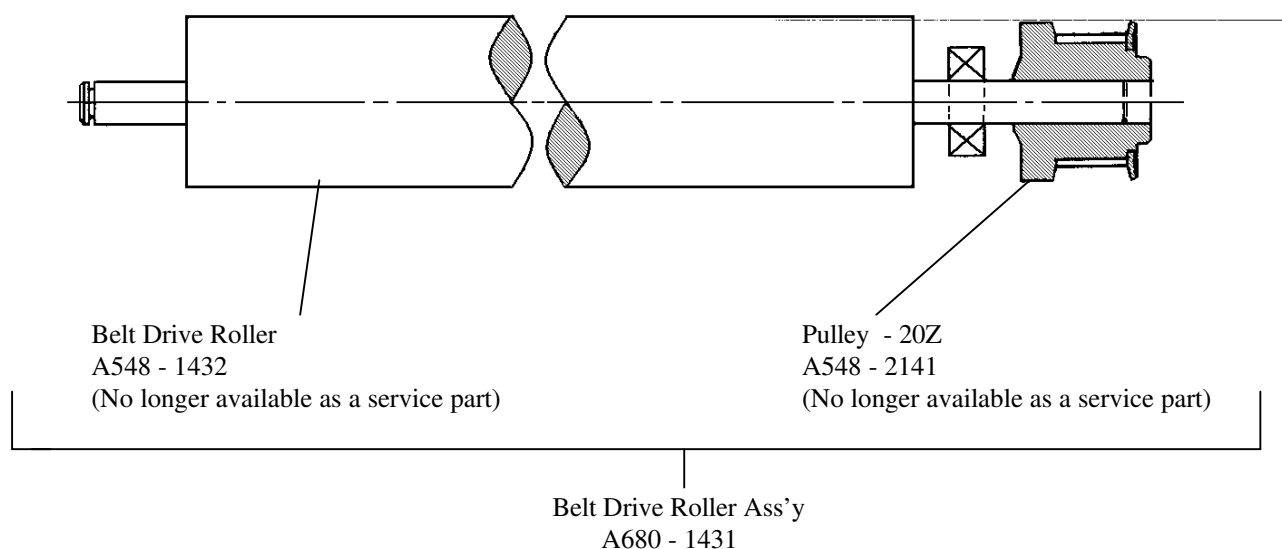 Belt Drive Roller
A548 - 1432
(No longer available as a service part)
Pulley - 20Z
A548 - 2141
(No longer available as a service part)
Belt Drive Roller Ass’y
A680 - 1431